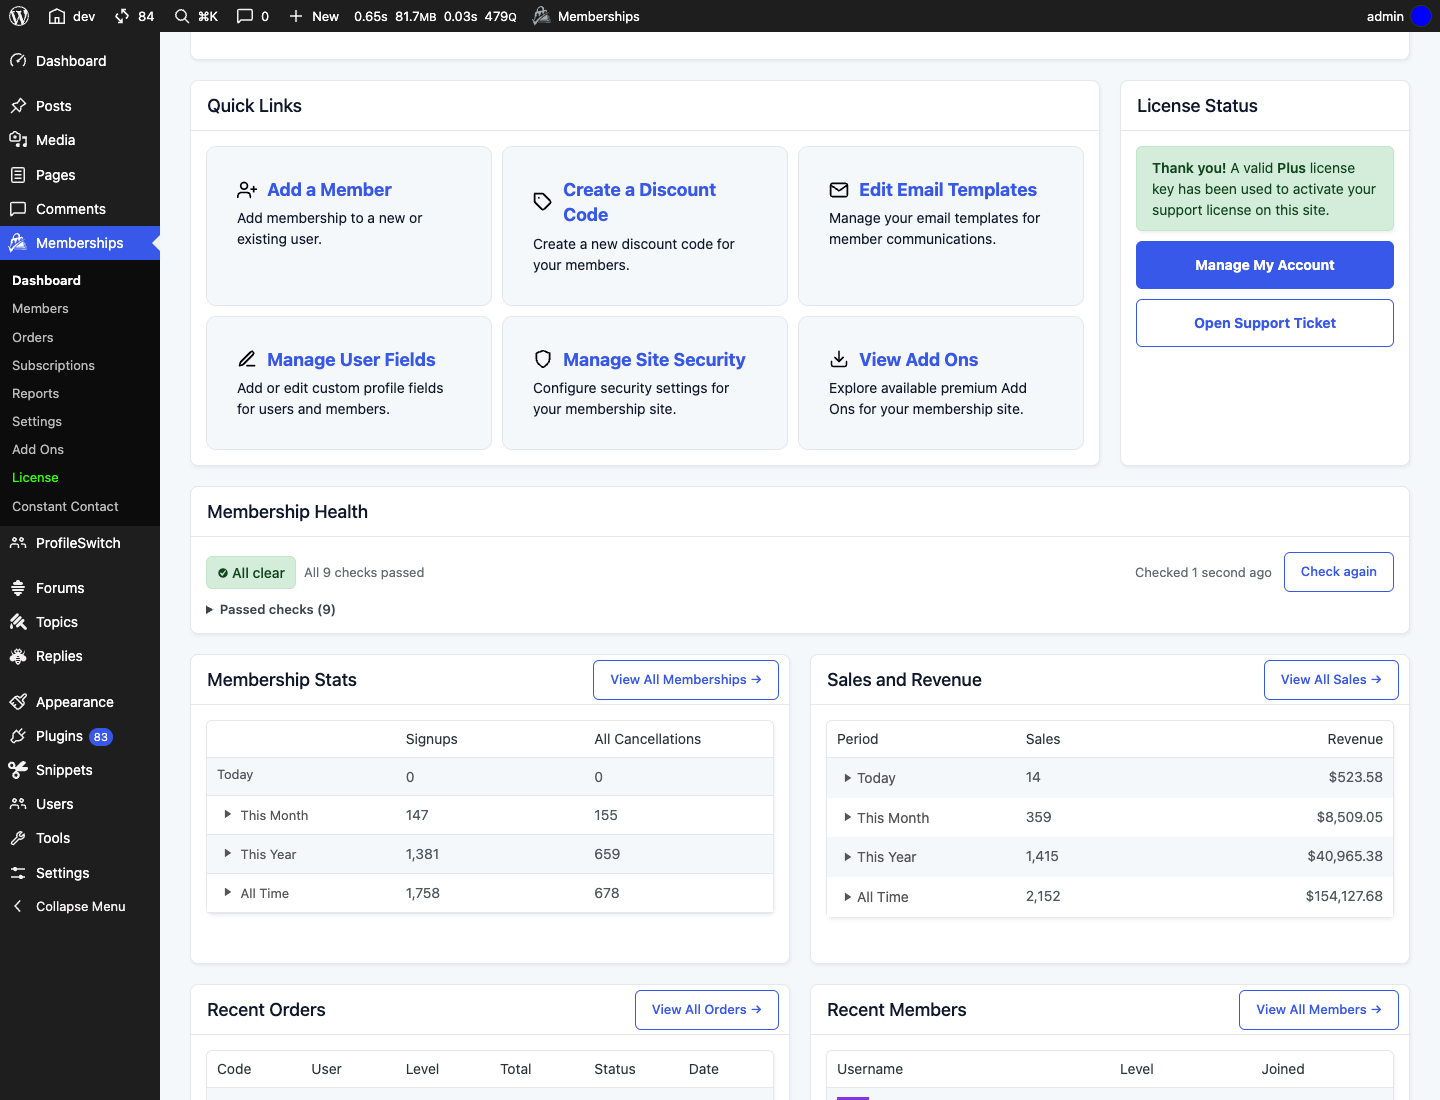 dev 84 ⌘K 0 New 0.65s 81.7MB 0.03s 479Q Memberships admin
Dashboard
Posts
Media
Pages
Comments
Memberships
Dashboard
Members
Orders
Subscriptions
Reports
Settings
Add Ons
License
Constant Contact
ProfileSwitch
Forums
Topics
Replies
Appearance
Plugins 83
Snippets
Users
Tools
Settings
Collapse Menu
Quick Links
Add a Member
Add membership to a new or
existing user.
Create a Discount
Code
Create a new discount code for
your members.
Edit Email Templates
Manage your email templates for
member communications.
Manage User Fields
Add or edit custom profile fields
for users and members.
Manage Site Security
Configure security settings for
your membership site.
View Add Ons
Explore available premium Add
Ons for your membership site.
License Status
Thank you! A valid Plus license
key has been used to activate your
support license on this site.
Manage My Account
Open Support Ticket
Membership Health
All clear All 9 checks passed
Checked 1 second ago Check again
Passed checks (9)
Membership Stats View All Memberships →
Signups All Cancellations
Today 0 0
This Month 147 155
This Year 1,381 659
All Time 1,758 678
Sales and Revenue View All Sales →
Period Sales Revenue
Today 14 $523.58
This Month 359 $8,509.05
This Year 1,415 $40,965.38
All Time 2,152 $154,127.68
Recent Orders View All Orders →
Code User Level Total Status Date
Recent Members View All Members →
Username Level Joined